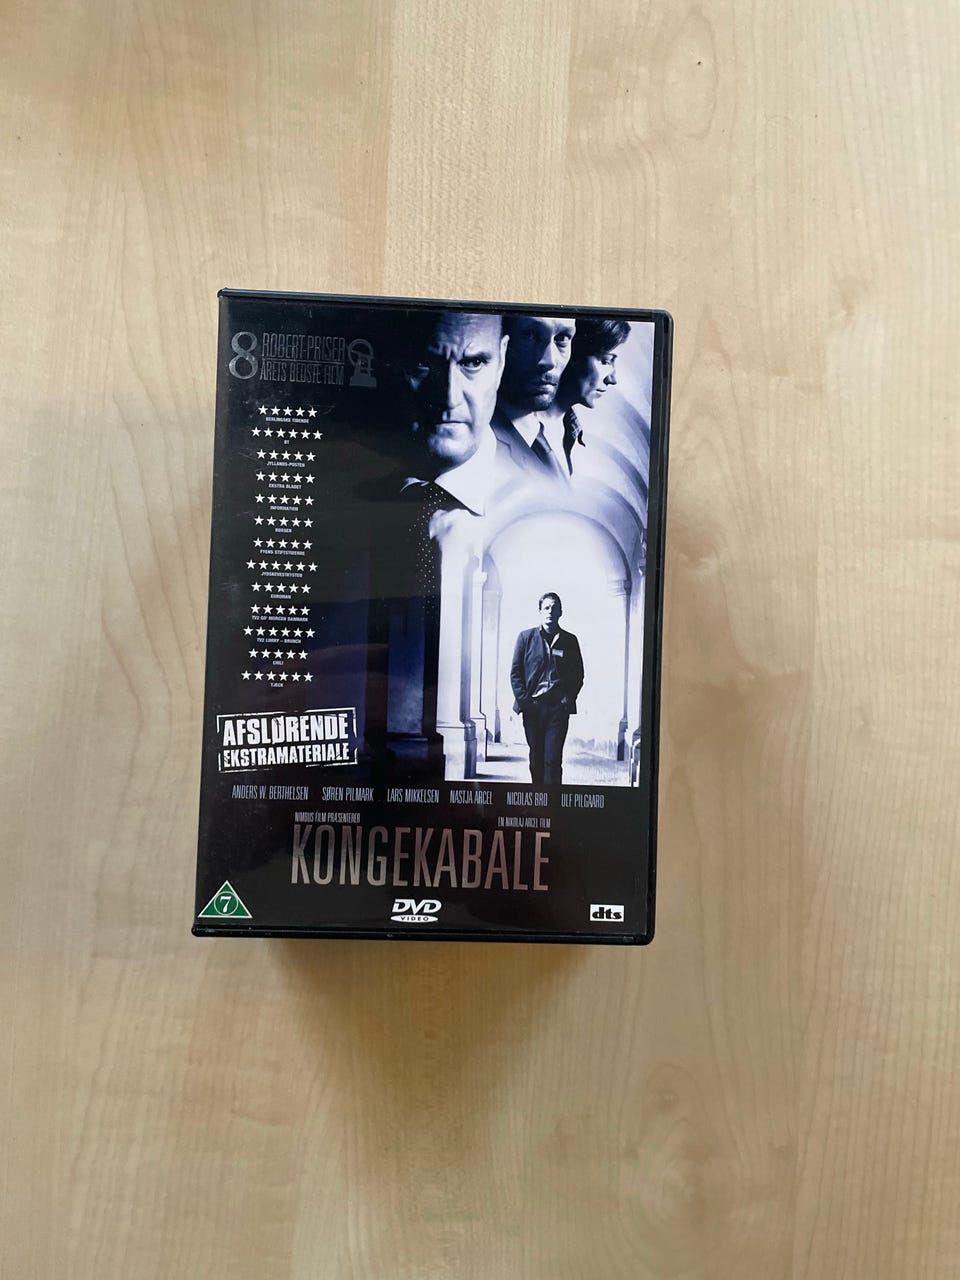 8 ROBERT-PRISER
ÅRETS BEDSTE FILM
★★★★★
BERLINGSKE TIDENDE
★★★★★★
BT
★★★★★
JYLLANDS-POSTEN
★★★★★
EKSTRA BLADET
★★★★★
INFORMATION
★★★★★
BØRSEN
★★★★★
FYENS STIFTSTIDENDE
★★★★★★
JYDSKEVESTKYSTEN
★★★★★
EUROMAN
★★★★★
TV2 GO' MORGEN DANMARK
★★★★★★
TV2 LORRY - BRUNCH
★★★★★
CHILI
★★★★★★
TJECK
AFSLØRENDE
EKSTRAMATERIALE
ANDERS W. BERTHELSEN SØREN PILMARK LARS MIKKELSEN NASTJA ARCEL NICOLAS BRO ULF PILGAARD
NIMBUS FILM PRÆSENTERER EN NIKOLAJ ARCEL FILM
KONGEKABALE
7
DVD
VIDEO
dts